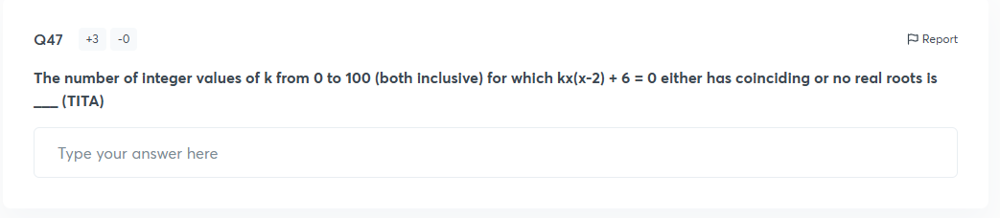 Q47 +3 -0 Report
The number of integer values of k from 0 to 100 (both inclusive) for which kx(x-2) + 6 = 0 either has coinciding or no real roots is
___ (TITA)
Type your answer here